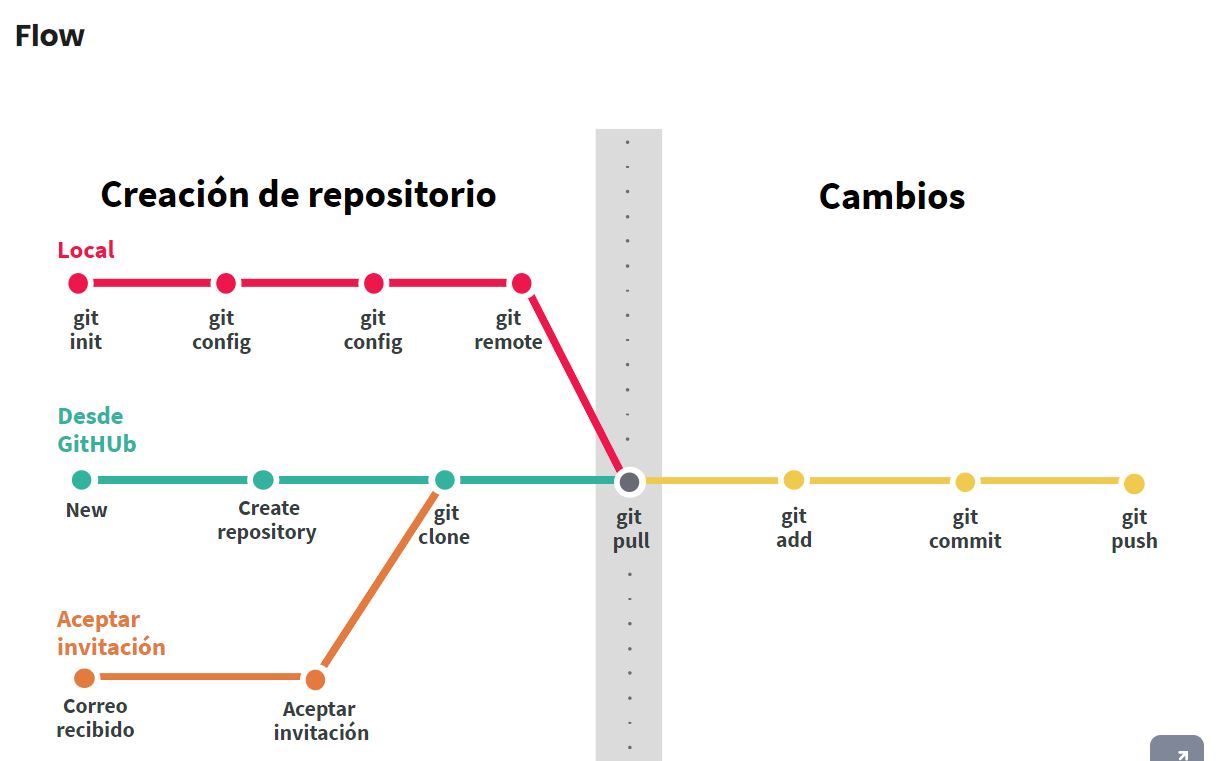 Flow
Creación de repositorio
Cambios
Local
git
init
git
config
git
config
git
remote
Desde
GitHUb
New
Create
repository
git
clone
git
pull
git
add
git
commit
git
push
Aceptar
invitación
Correo
recibido
Aceptar
invitación